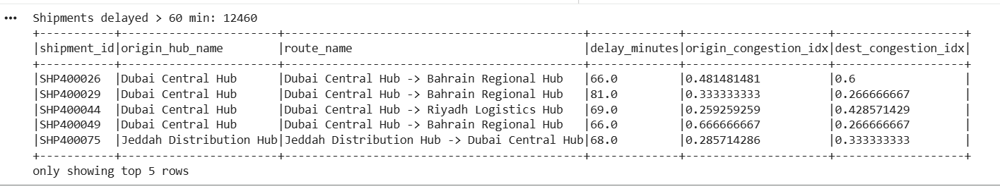 Shipments delayed > 60 min: 12460
+-----------+----------------------+-------------------------------------------+-------------+---------------------+-------------------+
|shipment_id|origin_hub_name       |route_name                                 |delay_minutes|origin_congestion_idx|dest_congestion_idx|
+-----------+----------------------+-------------------------------------------+-------------+---------------------+-------------------+
|SHP400026  |Dubai Central Hub     |Dubai Central Hub -> Bahrain Regional Hub  |66.0         |0.481481481          |0.6                |
|SHP400029  |Dubai Central Hub     |Dubai Central Hub -> Bahrain Regional Hub  |81.0         |0.333333333          |0.266666667        |
|SHP400044  |Dubai Central Hub     |Dubai Central Hub -> Riyadh Logistics Hub  |69.0         |0.259259259          |0.428571429        |
|SHP400049  |Dubai Central Hub     |Dubai Central Hub -> Bahrain Regional Hub  |66.0         |0.666666667          |0.266666667        |
|SHP400075  |Jeddah Distribution Hub|Jeddah Distribution Hub -> Dubai Central Hub|68.0         |0.285714286          |0.333333333        |
+-----------+----------------------+-------------------------------------------+-------------+---------------------+-------------------+
only showing top 5 rows